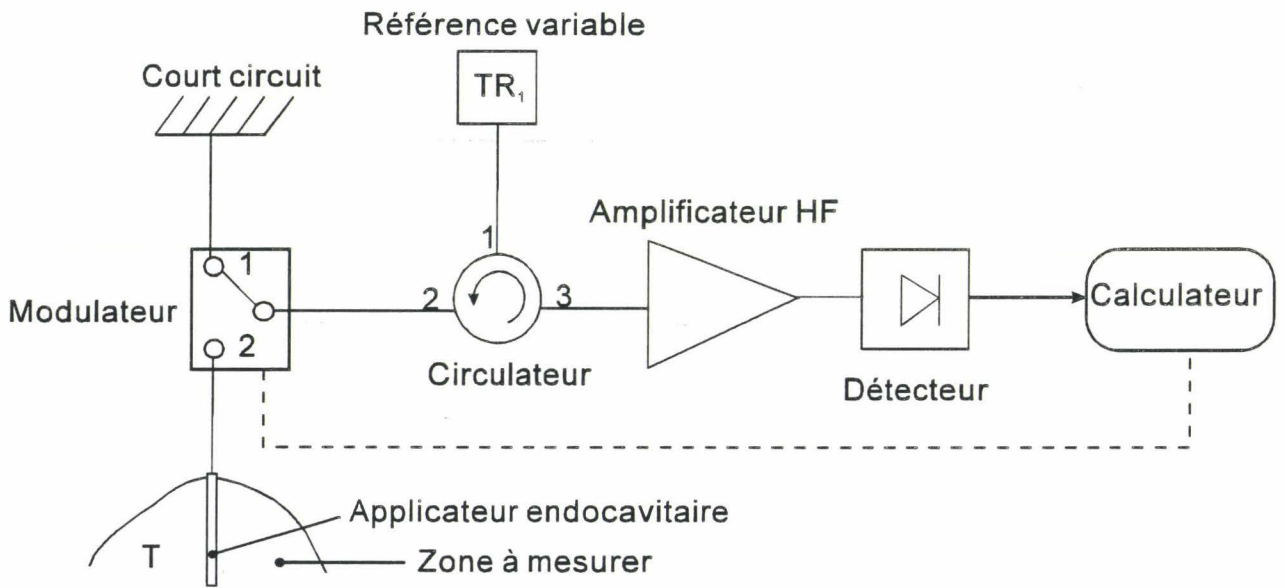 Référence variable
Court circuit
TR₁
Amplificateur HF
1
1
Modulateur
2
3
Calculateur
2
Circulateur
Détecteur
Applicateur endocavitaire
T
Zone à mesurer